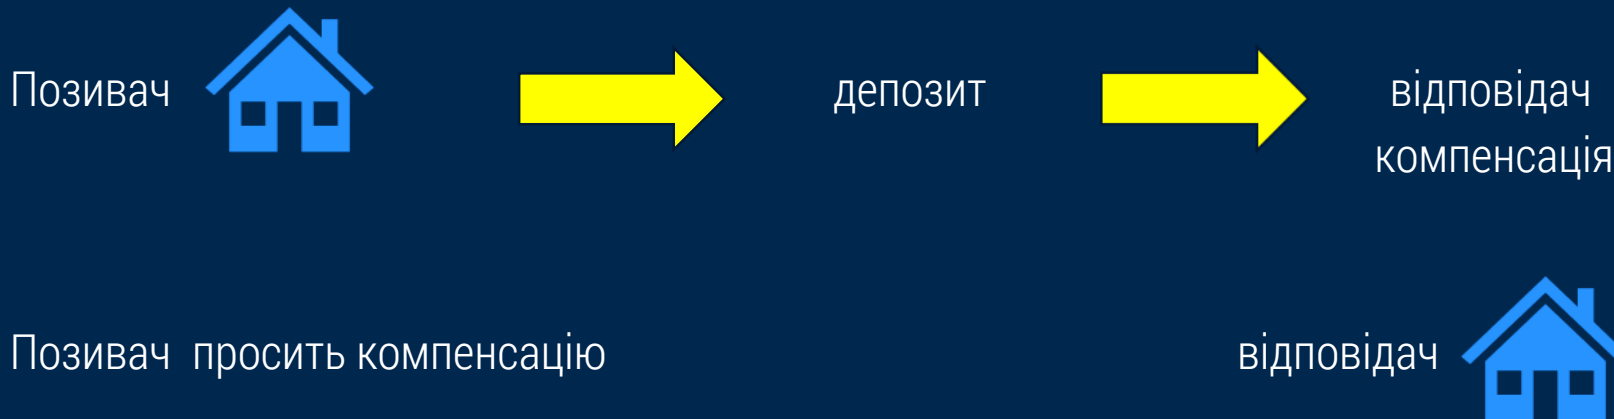 Позивач депозит відповідач
компенсація
Позивач просить компенсацію відповідач